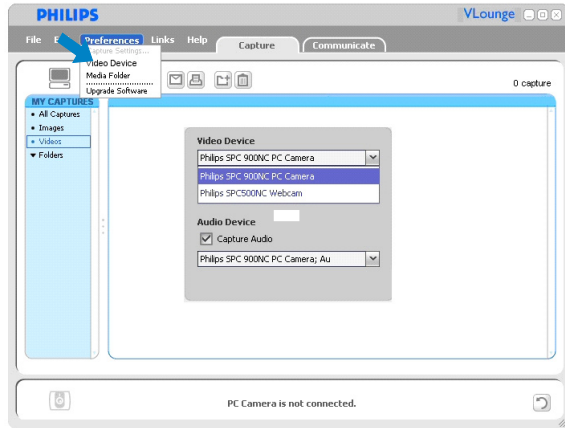 PHILIPS
VLounge
File E Preferences Links Help Capture Communicate
Capture Settings...
Video Device
Media Folder
Upgrade Software
0 capture
MY CAPTURES
All Captures
Images
Videos
Folders
Video Device
Philips SPC 900NC PC Camera
Philips SPC 900NC PC Camera
Philips SPC500NC Webcam
Audio Device
Capture Audio
Philips SPC 900NC PC Camera; Au
PC Camera is not connected.